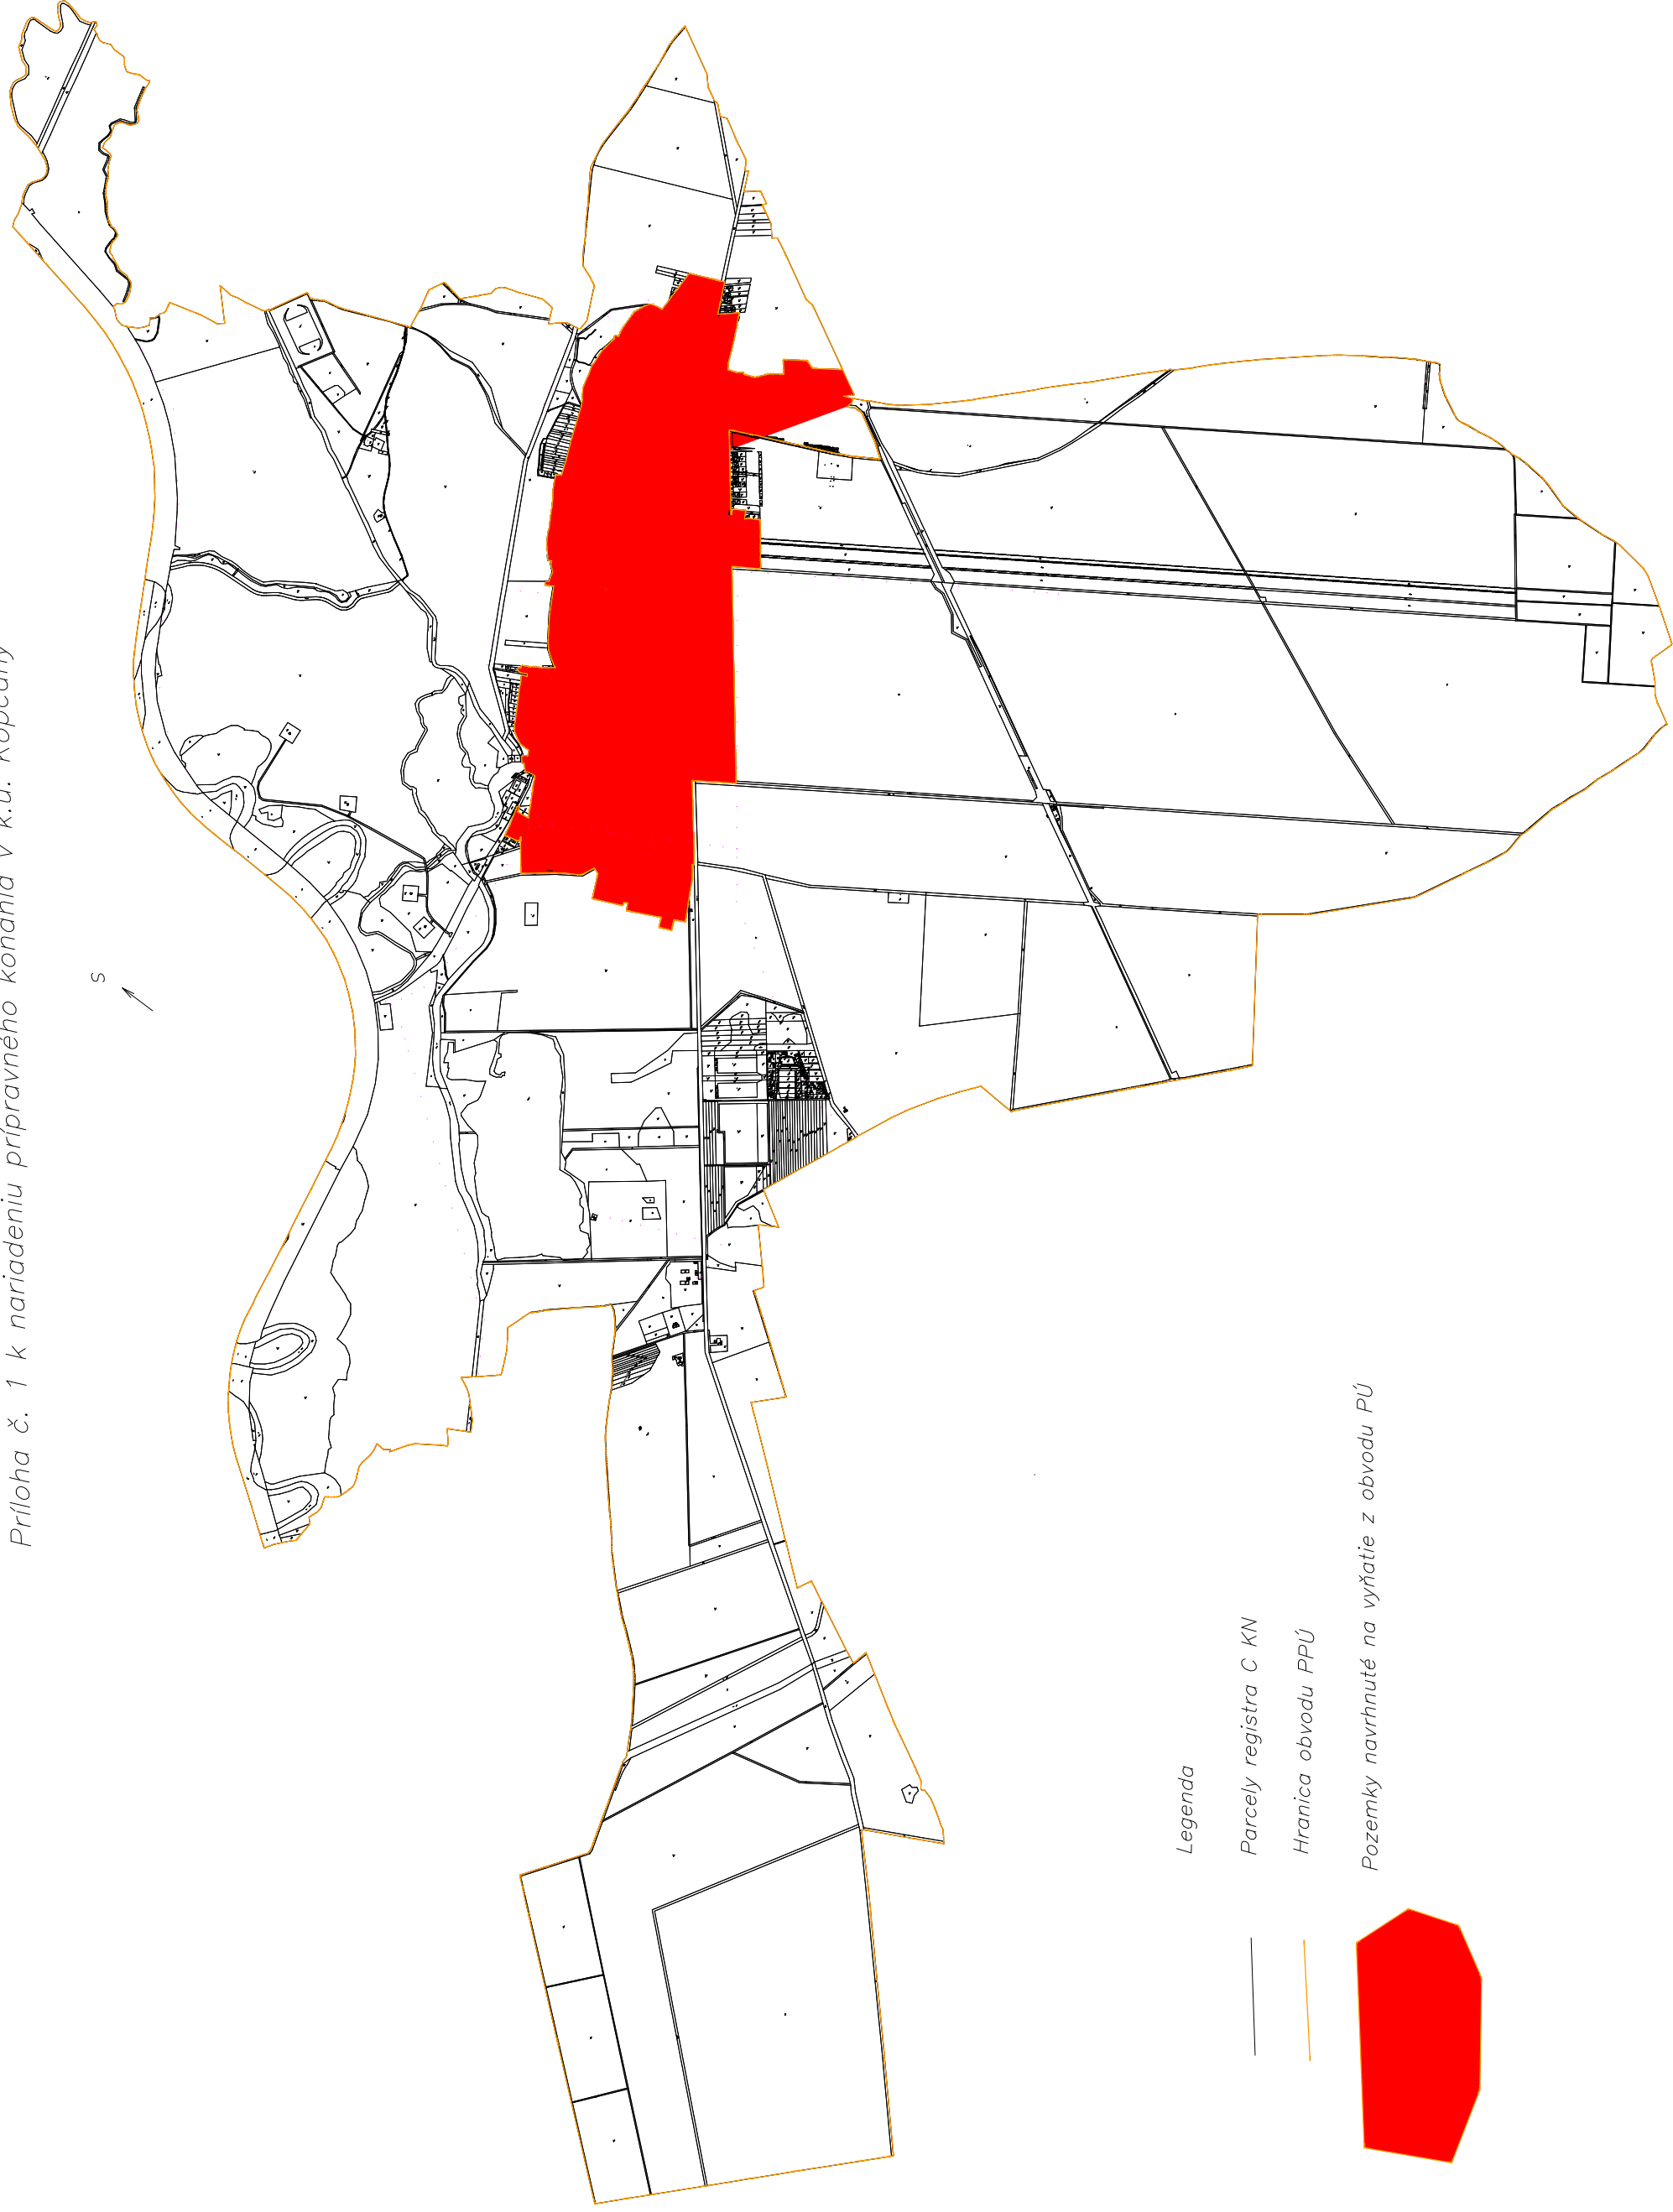 Príloha č. 1 k nariadeniu prípravného konania v k.ú. Kopčany
S
Legenda
Parcely registra C KN
Hranica obvodu PPÚ
Pozemky navrhnuté na vyňatie z obvodu PÚ